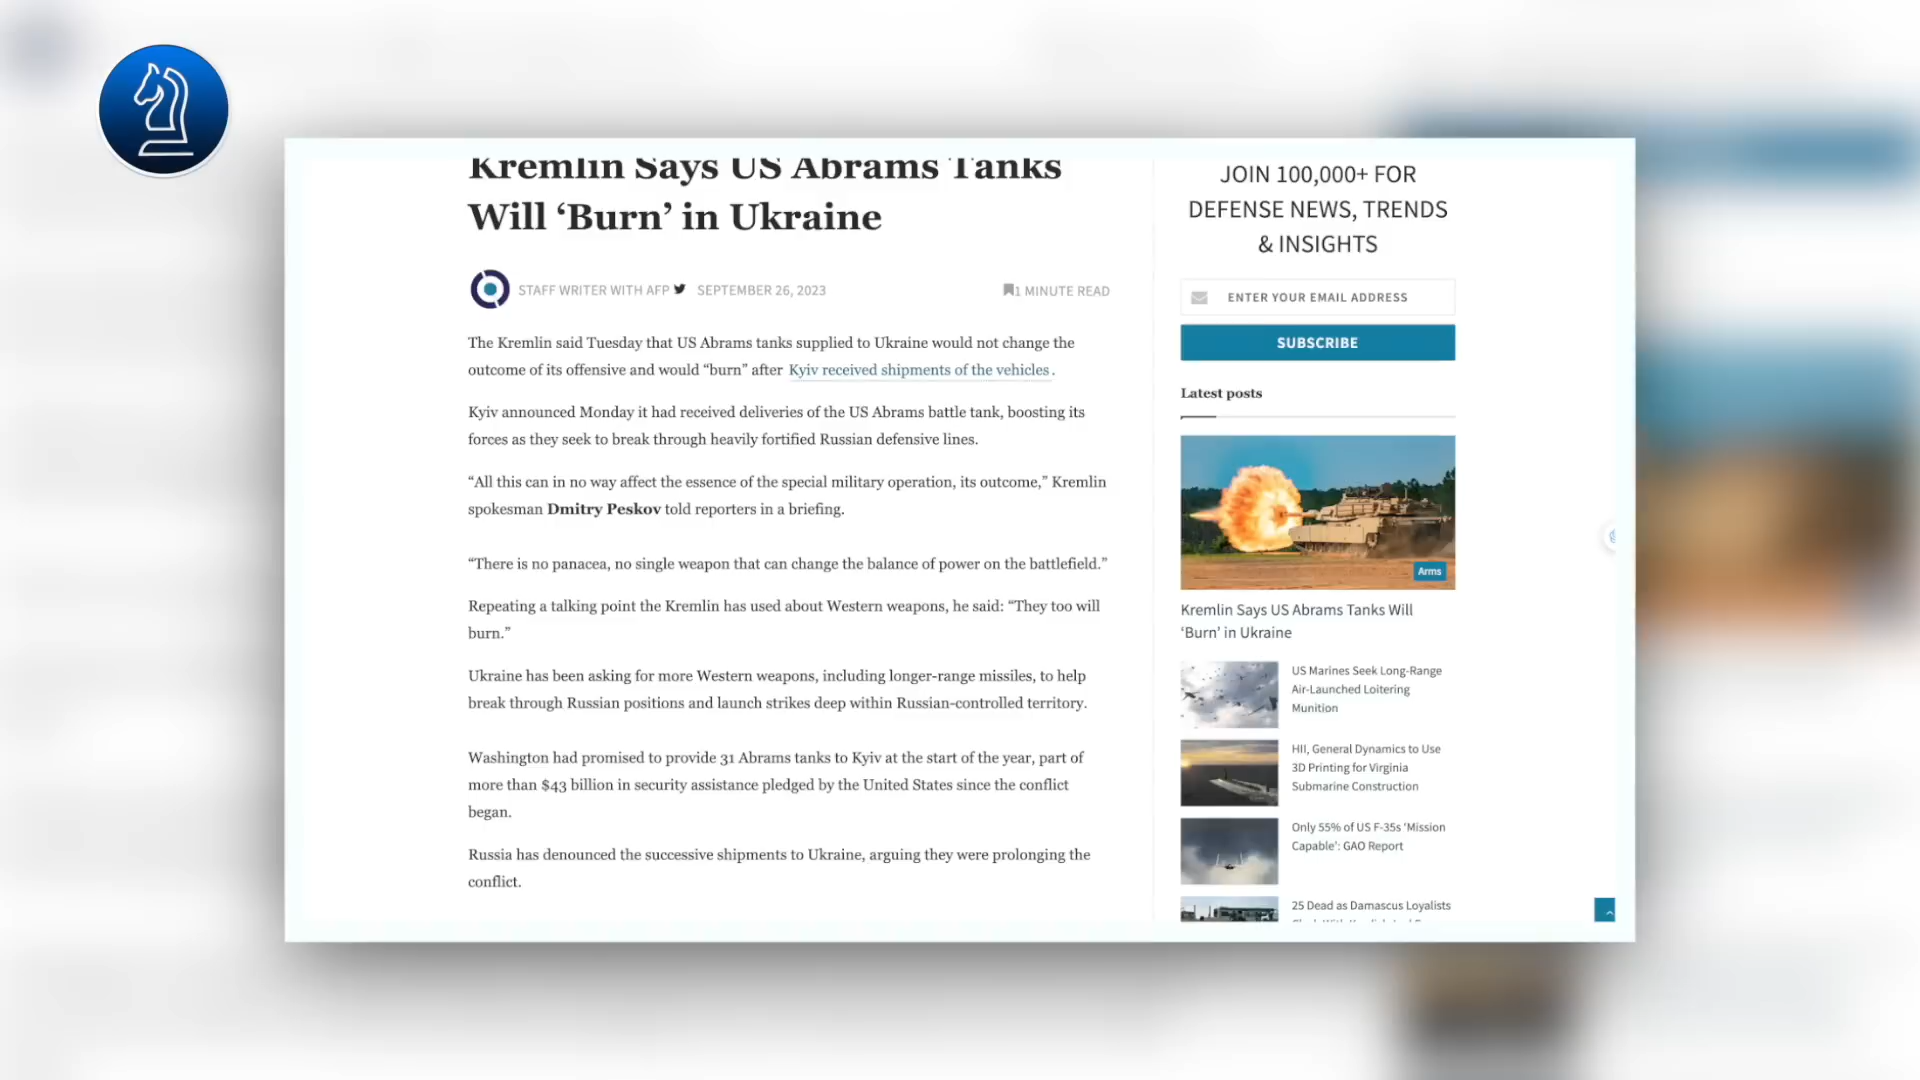 Kremlin Says US Abrams Tanks
Will ‘Burn’ in Ukraine
STAFF WRITER WITH AFP SEPTEMBER 26, 2023 1 MINUTE READ
The Kremlin said Tuesday that US Abrams tanks supplied to Ukraine would not change the
outcome of its offensive and would “burn” after Kyiv received shipments of the vehicles.
Kyiv announced Monday it had received deliveries of the US Abrams battle tank, boosting its
forces as they seek to break through heavily fortified Russian defensive lines.
“All this can in no way affect the essence of the special military operation, its outcome,” Kremlin
spokesman Dmitry Peskov told reporters in a briefing.
“There is no panacea, no single weapon that can change the balance of power on the battlefield.”
Repeating a talking point the Kremlin has used about Western weapons, he said: “They too will
burn.”
Ukraine has been asking for more Western weapons, including longer-range missiles, to help
break through Russian positions and launch strikes deep within Russian-controlled territory.
Washington had promised to provide 31 Abrams tanks to Kyiv at the start of the year, part of
more than $43 billion in security assistance pledged by the United States since the conflict
began.
Russia has denounced the successive shipments to Ukraine, arguing they were prolonging the
conflict.
JOIN 100,000+ FOR
DEFENSE NEWS, TRENDS
& INSIGHTS
ENTER YOUR EMAIL ADDRESS
SUBSCRIBE
Latest posts
Arms
Kremlin Says US Abrams Tanks Will
‘Burn’ in Ukraine
US Marines Seek Long-Range
Air-Launched Loitering
Munition
HII, General Dynamics to Use
3D Printing for Virginia
Submarine Construction
Only 55% of US F-35s ‘Mission
Capable’: GAO Report
25 Dead as Damascus Loyalists